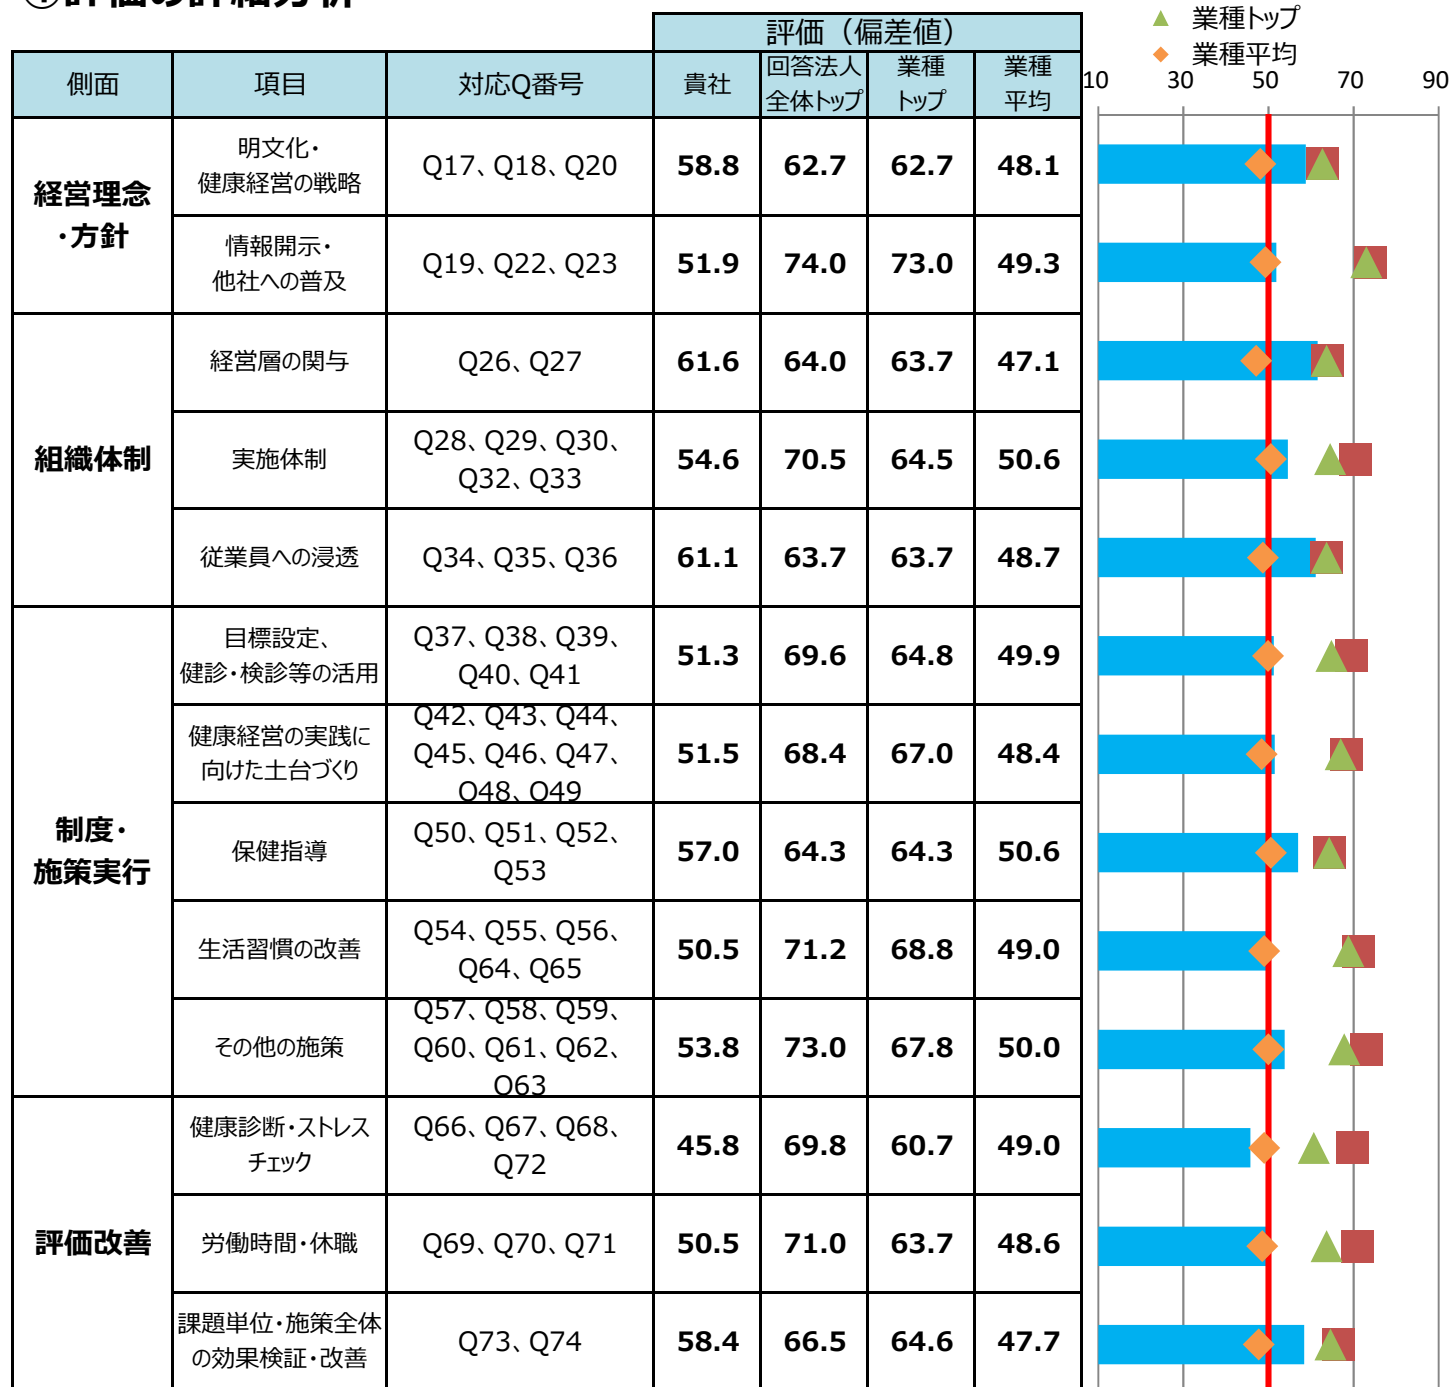 ④評価の詳細分析
▲ 業種トップ
◆ 業種平均
評価（偏差値）
側面 項目 対応Q番号 貴社 回答法人 業種 業種
全体トップ トップ 平均
10 30 50 70 90
経営理念
・方針
明文化・
健康経営の戦略
Q17、Q18、Q20
58.8 62.7 62.7 48.1
情報開示・
他社への普及
Q19、Q22、Q23
51.9 74.0 73.0 49.3
組織体制
経営層の関与
Q26、Q27
61.6 64.0 63.7 47.1
実施体制
Q28、Q29、Q30、
Q32、Q33
54.6 70.5 64.5 50.6
従業員への浸透
Q34、Q35、Q36
61.1 63.7 63.7 48.7
制度・
施策実行
目標設定、
健診・検診等の活用
Q37、Q38、Q39、
Q40、Q41
51.3 69.6 64.8 49.9
健康経営の実践に
向けた土台づくり
Q42、Q43、Q44、
Q45、Q46、Q47、
Q48、Q49
51.5 68.4 67.0 48.4
保健指導
Q50、Q51、Q52、
Q53
57.0 64.3 64.3 50.6
生活習慣の改善
Q54、Q55、Q56、
Q64、Q65
50.5 71.2 68.8 49.0
その他の施策
Q57、Q58、Q59、
Q60、Q61、Q62、
Q63
53.8 73.0 67.8 50.0
評価改善
健康診断・ストレス
チェック
Q66、Q67、Q68、
Q72
45.8 69.8 60.7 49.0
労働時間・休職
Q69、Q70、Q71
50.5 71.0 63.7 48.6
課題単位・施策全体
の効果検証・改善
Q73、Q74
58.4 66.5 64.6 47.7